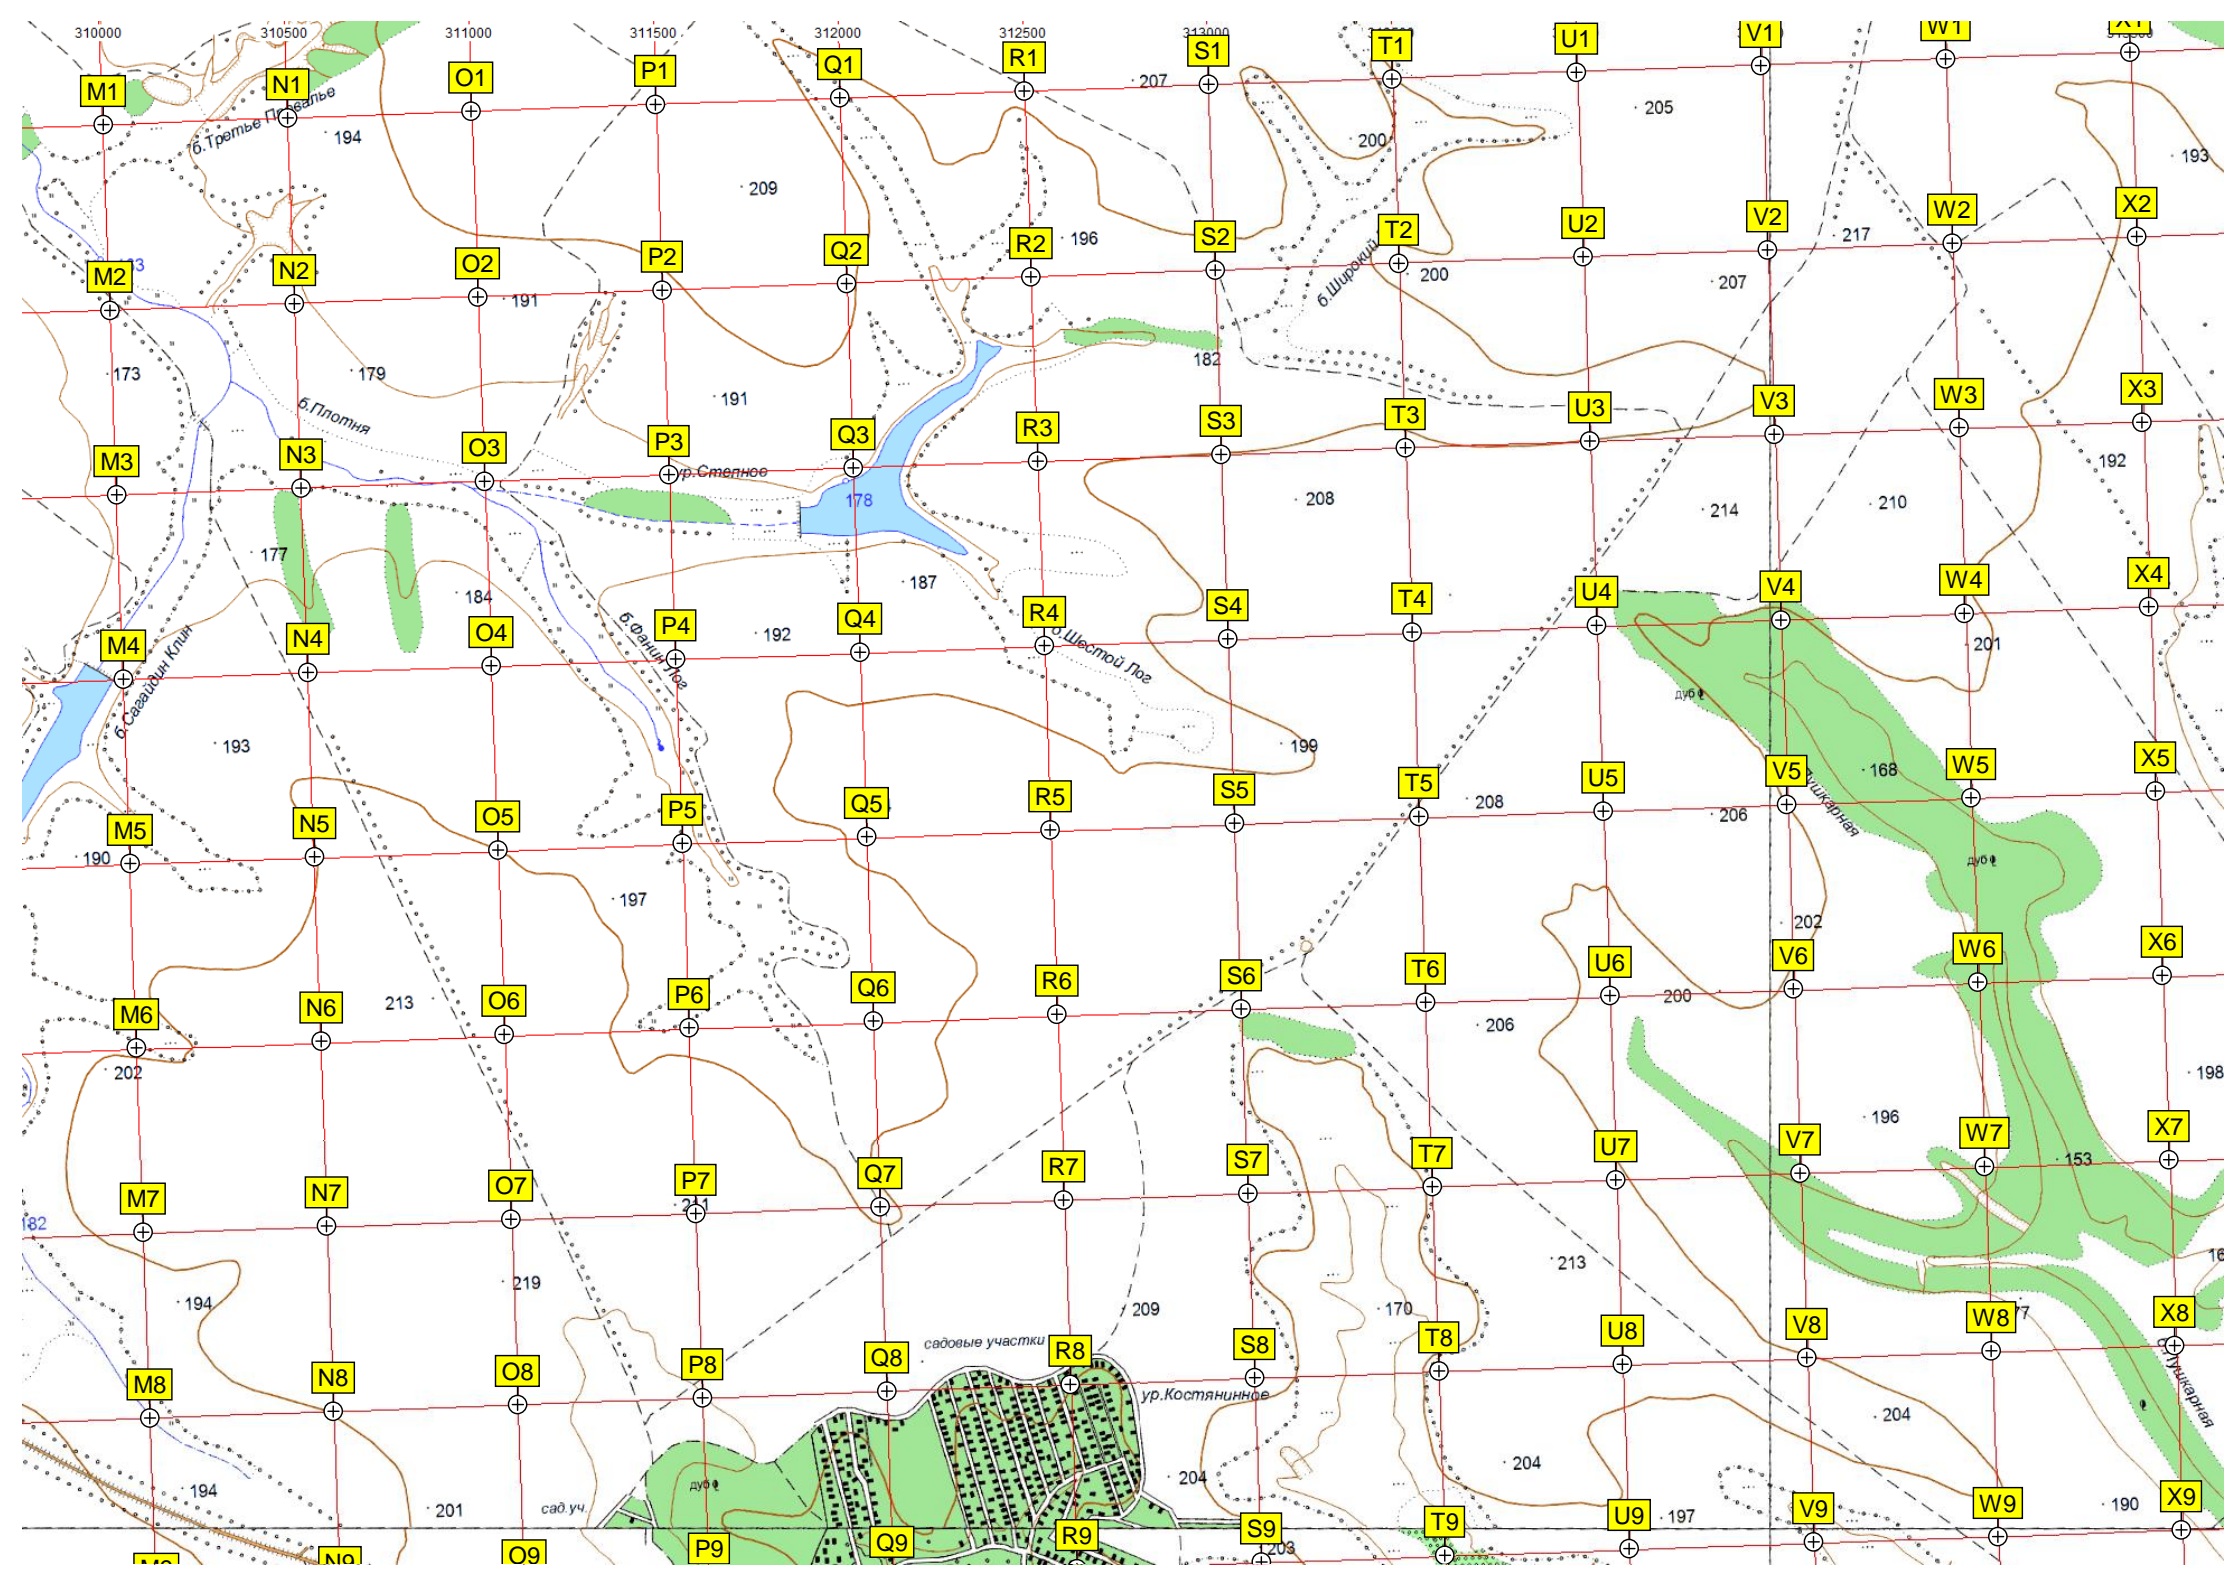 310000 310500 311000 311500 312000 312500 313000
M1 N1 O1 P1 Q1 R1 S1 T1 U1 V1 W1 X1
207 205
б.Третье Провалье 194 200 193
209
196 217
M2 N2 O2 P2 Q2 R2 S2 T2 U2 V2 W2 X2
191 б.Широкий 200 207
173 179 182
191
б.Плотня
M3 N3 O3 P3 Q3 R3 S3 T3 U3 V3 W3 X3
ур.Степное 192
178 208 214 210
177 187
184
M4 N4 O4 P4 Q4 R4 S4 T4 U4 V4 W4 X4
б.Сагайдин Клин б.Фанин Лог 192 б.Шестой Лог 201
дуб
193 199 168
M5 N5 O5 P5 Q5 R5 S5 T5 U5 V5 W5 X5
208 206 Пушкарная
190 дуб
197 202
M6 N6 O6 P6 Q6 R6 S6 T6 U6 V6 W6 X6
213 200
206
202 198
196
M7 N7 O7 P7 Q7 R7 S7 T7 U7 V7 W7 X7
182 211 153
219 213
194 209 170
M8 N8 O8 P8 Q8 R8 S8 T8 U8 V8 W8 X8
садовые участки
ур.Костянинное б.Пушкарная
204
194 дуб 204 204
201 сад.уч. 197 190
N9 O9 P9 Q9 R9 S9 T9 U9 V9 W9 X9
203